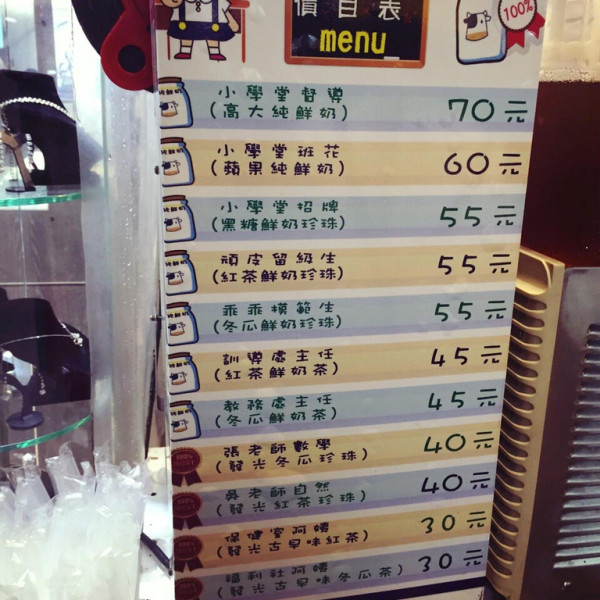 價目表
menu
100%
小學堂督導
(高大純鮮奶)
70元
小學堂班花
(蘋果純鮮奶)
60元
小學堂招牌
(黑糖鮮奶珍珠)
55元
頑皮留級生
(紅茶鮮奶珍珠)
55元
乖乖模範生
(冬瓜鮮奶珍珠)
55元
訓導處主任
(紅茶鮮奶茶)
45元
教務處主任
(冬瓜鮮奶茶)
45元
張老師數學
(發光冬瓜珍珠)
40元
吳老師自然
(發光紅茶珍珠)
40元
保健室阿姨
(發光古早味紅茶)
30元
福利社阿姨
(發光古早味冬瓜茶)
30元